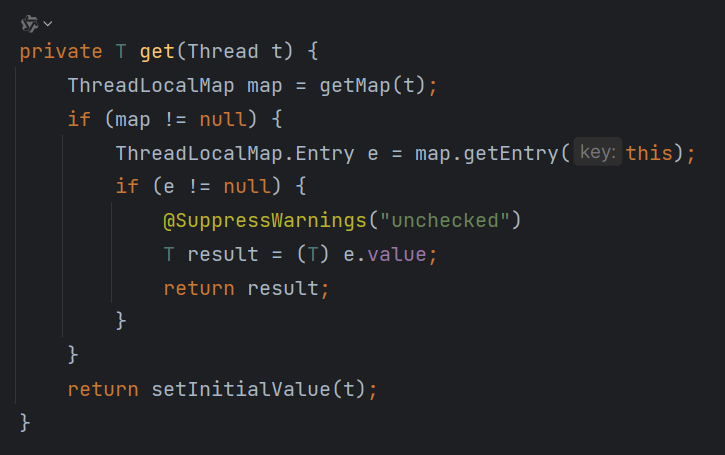 private T get(Thread t) {
    ThreadLocalMap map = getMap(t);
    if (map != null) {
        ThreadLocalMap.Entry e = map.getEntry( key: this);
        if (e != null) {
            @SuppressWarnings("unchecked")
            T result = (T) e.value;
            return result;
        }
    }
    return setInitialValue(t);
}